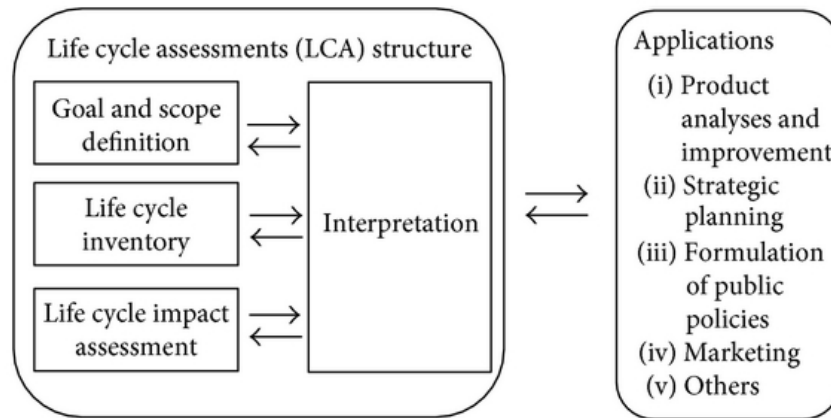 Life cycle assessments (LCA) structure
Goal and scope
definition
Life cycle
inventory
Life cycle impact
assessment
Interpretation
Applications
(i) Product
analyses and
improvement
(ii) Strategic
planning
(iii) Formulation
of public
policies
(iv) Marketing
(v) Others